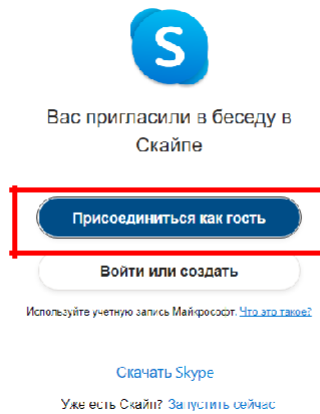 S
Вас пригласили в беседу в
Скайпе
Присоединиться как гость
Войти или создать
Используйте учетную запись Майкрософт. Что это такое?
Скачать Skype
Уже есть Скайп? Запустить сейчас